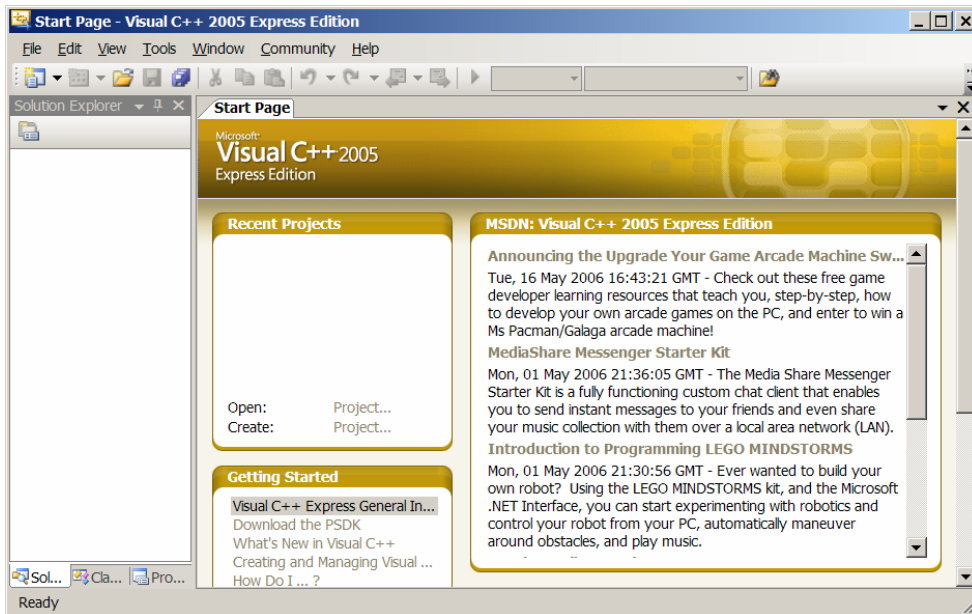 Start Page - Visual C++ 2005 Express Edition
File Edit View Tools Window Community Help
Solution Explorer
Start Page
Microsoft
Visual C++ 2005
Express Edition
Recent Projects
Open: Project...
Create: Project...
Getting Started
Visual C++ Express General In...
Download the PSDK
What's New in Visual C++
Creating and Managing Visual ...
How Do I ... ?
MSDN: Visual C++ 2005 Express Edition
Announcing the Upgrade Your Game Arcade Machine Sw...
Tue, 16 May 2006 16:43:21 GMT - Check out these free game
developer learning resources that teach you, step-by-step, how
to develop your own arcade games on the PC, and enter to win a
Ms Pacman/Galaga arcade machine!
MediaShare Messenger Starter Kit
Mon, 01 May 2006 21:36:05 GMT - The Media Share Messenger
Starter Kit is a fully functioning custom chat client that enables
you to send instant messages to your friends and even share
your music collection with them over a local area network (LAN).
Introduction to Programming LEGO MINDSTORMS
Mon, 01 May 2006 21:30:56 GMT - Ever wanted to build your
own robot? Using the LEGO MINDSTORMS kit, and the Microsoft
.NET Interface, you can start experimenting with robotics and
control your robot from your PC, automatically maneuver
around obstacles, and play music.
Sol... Cla... Pro...
Ready